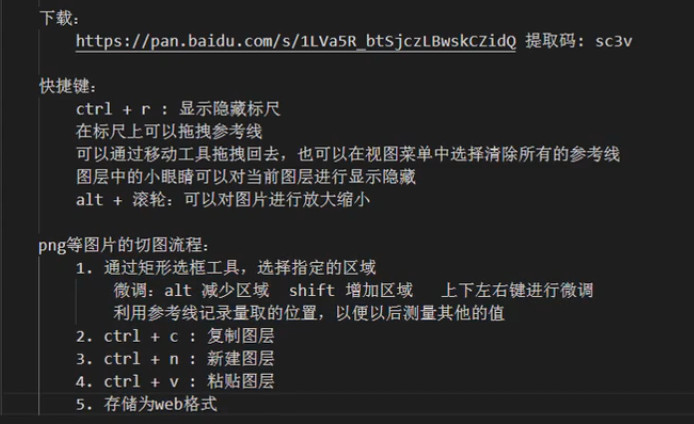 下载:
https://pan.baidu.com/s/1LVa5R_btSjczLBwskCZidQ 提取码: sc3v
快捷键:
ctrl + r : 显示隐藏标尺
在标尺上可以拖拽参考线
可以通过移动工具拖拽回去，也可以在视图菜单中选择清除所有的参考线
图层中的小眼睛可以对当前图层进行显示隐藏
alt + 滚轮: 可以对图片进行放大缩小
png等图片的切图流程:
1. 通过矩形选框工具，选择指定的区域
微调: alt 减少区域  shift 增加区域   上下左右键进行微调
利用参考线记录量取的位置，以便以后测量其他的值
2. ctrl + c : 复制图层
3. ctrl + n : 新建图层
4. ctrl + v : 粘贴图层
5. 存储为web格式